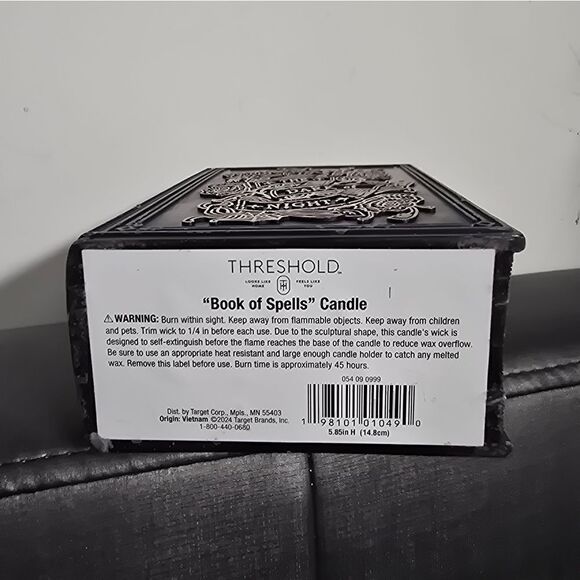 NIGHT
THRESHOLD™
LOOKS LIKE HOME FEELS LIKE YOU
“Book of Spells” Candle
⚠ WARNING: Burn within sight. Keep away from flammable objects. Keep away from children
and pets. Trim wick to 1/4 in before each use. Due to the sculptural shape, this candle's wick is
designed to self-extinguish before the flame reaches the base of the candle to reduce wax overflow.
Be sure to use an appropriate heat resistant and large enough candle holder to catch any melted
wax. Remove this label before use. Burn time is approximately 45 hours.
054 09 0999
Dist. by Target Corp., Mpls., MN 55403
Origin: Vietnam ©2024 Target Brands, Inc.
1-800-440-0680
1 98101 01049 0
5.85in H (14.8cm)